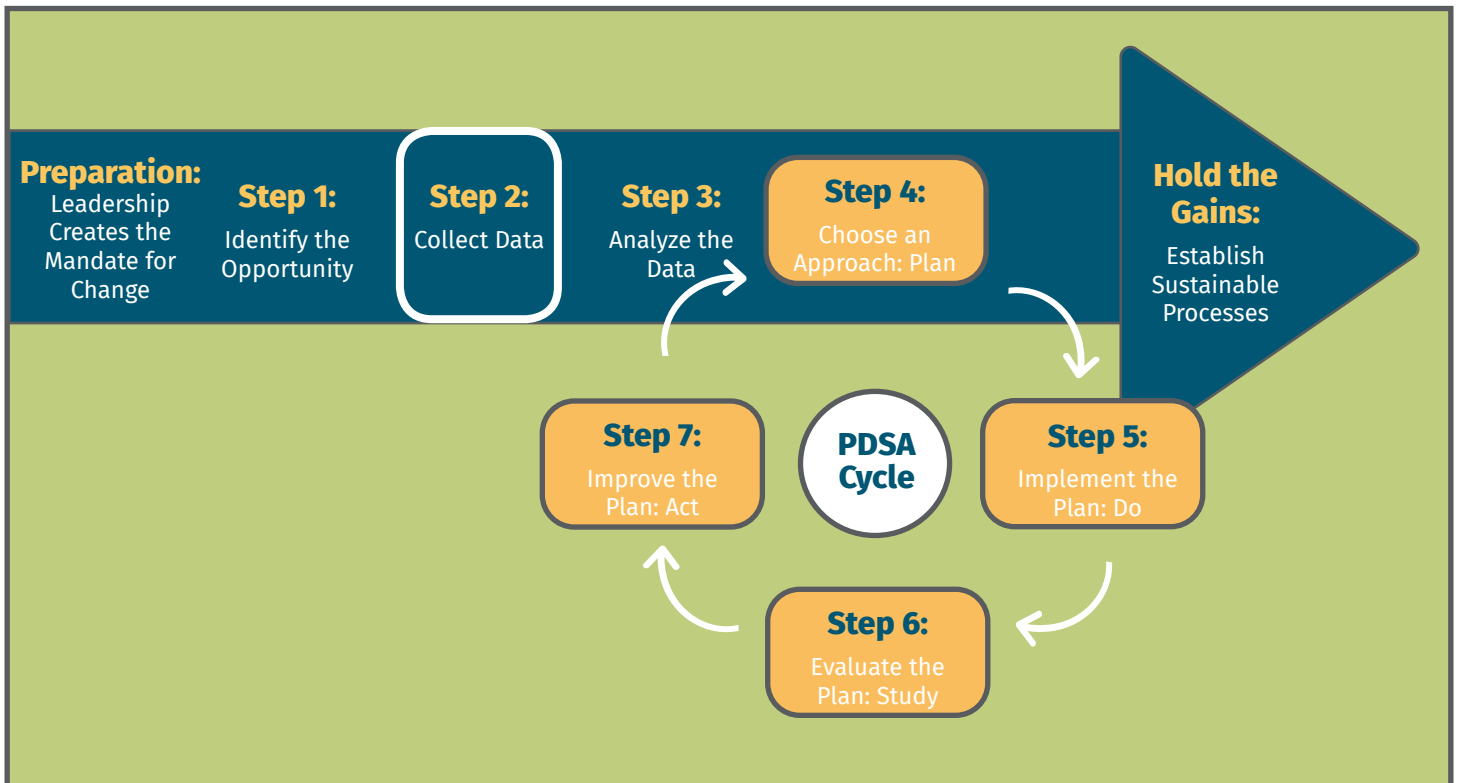 Preparation:
Leadership
Creates the
Mandate for
Change
Step 1:
Identify the
Opportunity
Step 2:
Collect Data
Step 3:
Analyze the
Data
Step 4:
Choose an
Approach: Plan
Hold the
Gains:
Establish
Sustainable
Processes
Step 5:
Implement the
Plan: Do
Step 6:
Evaluate the
Plan: Study
Step 7:
Improve the
Plan: Act
PDSA
Cycle